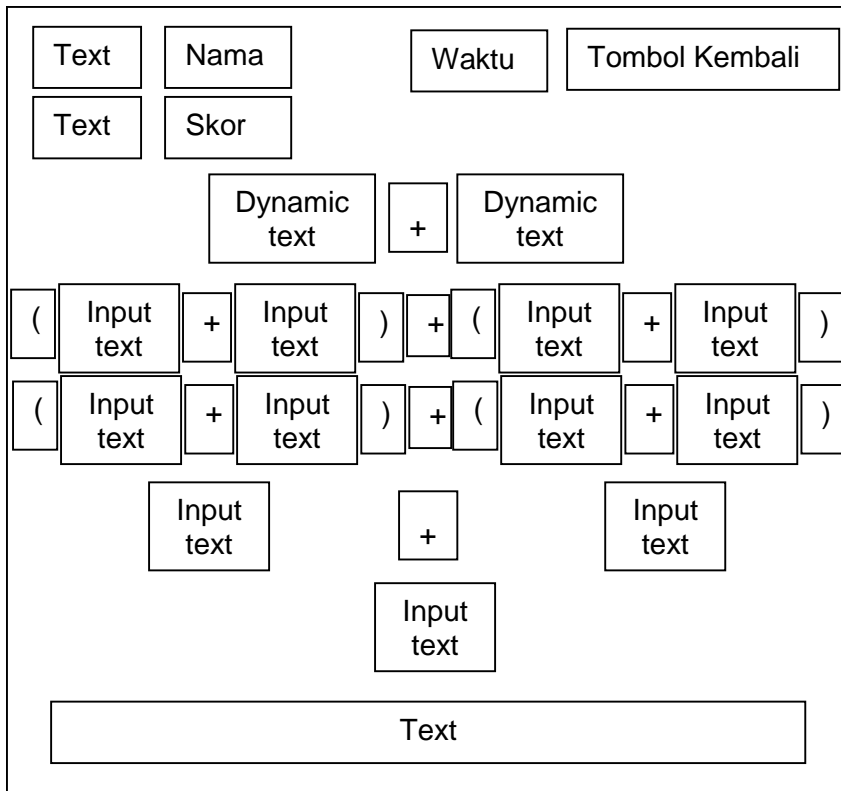 Text Nama Waktu Tombol Kembali
Text Skor
Dynamic text + Dynamic text
( Input text + Input text ) + ( Input text + Input text )
( Input text + Input text ) + ( Input text + Input text )
Input text + Input text
Input text
Text